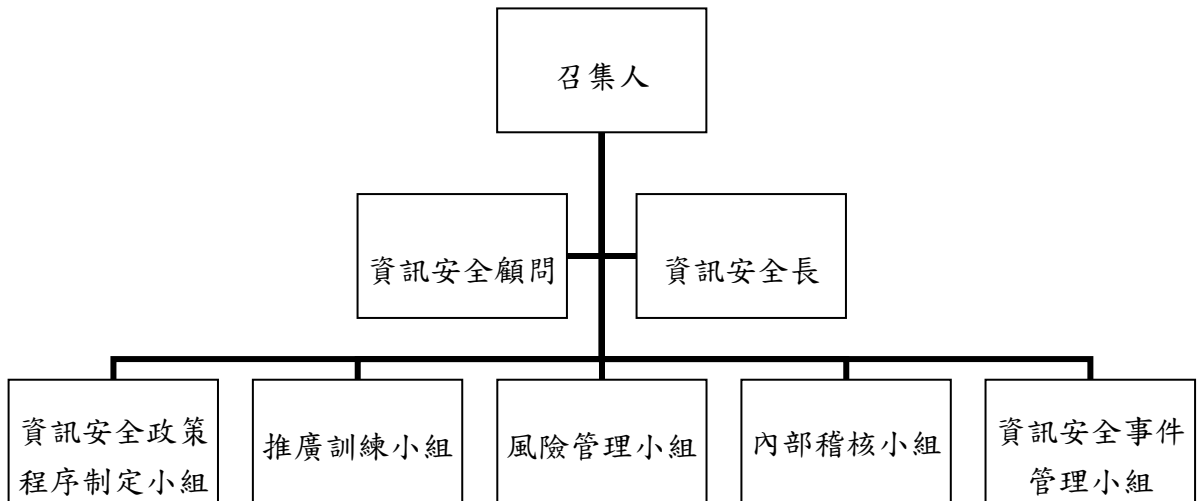 召集人
資訊安全顧問
資訊安全長
資訊安全政策
程序制定小組
推廣訓練小組
風險管理小組
內部稽核小組
資訊安全事件
管理小組